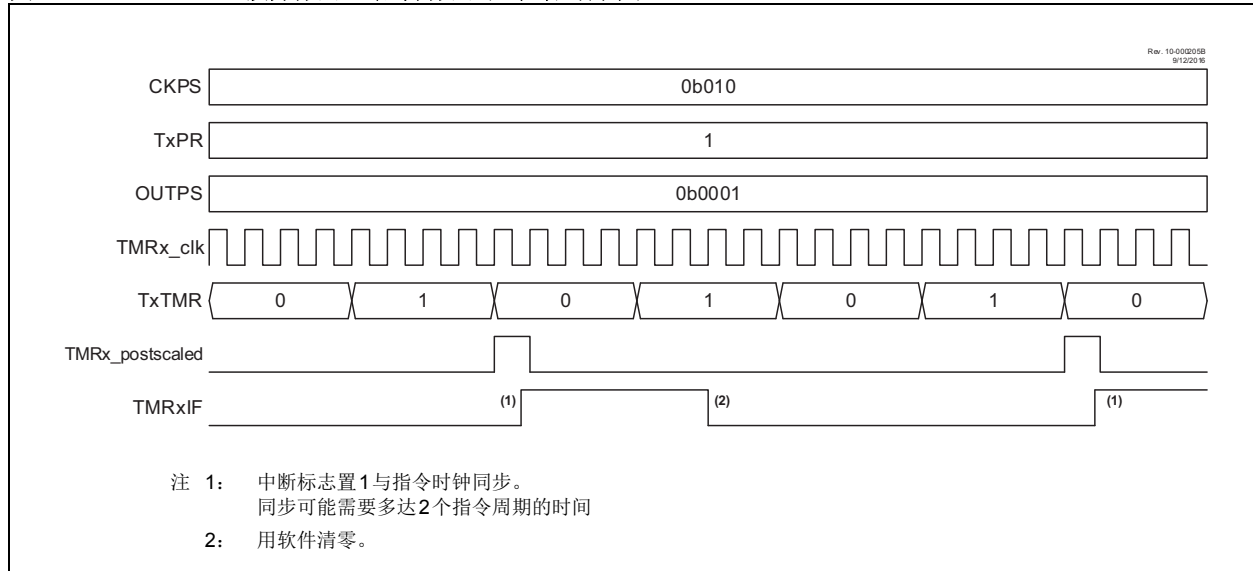 Rev. 10-000205B
9/12/2016
CKPS 0b010
TxPR 1
OUTPS 0b0001
TMRx_clk
TxTMR 0 1 0 1 0 1 0
TMRx_postscaled
TMRxIF (1) (2) (1)
注 1： 中断标志置1与指令时钟同步。
同步可能需要多达2个指令周期的时间
2： 用软件清零。